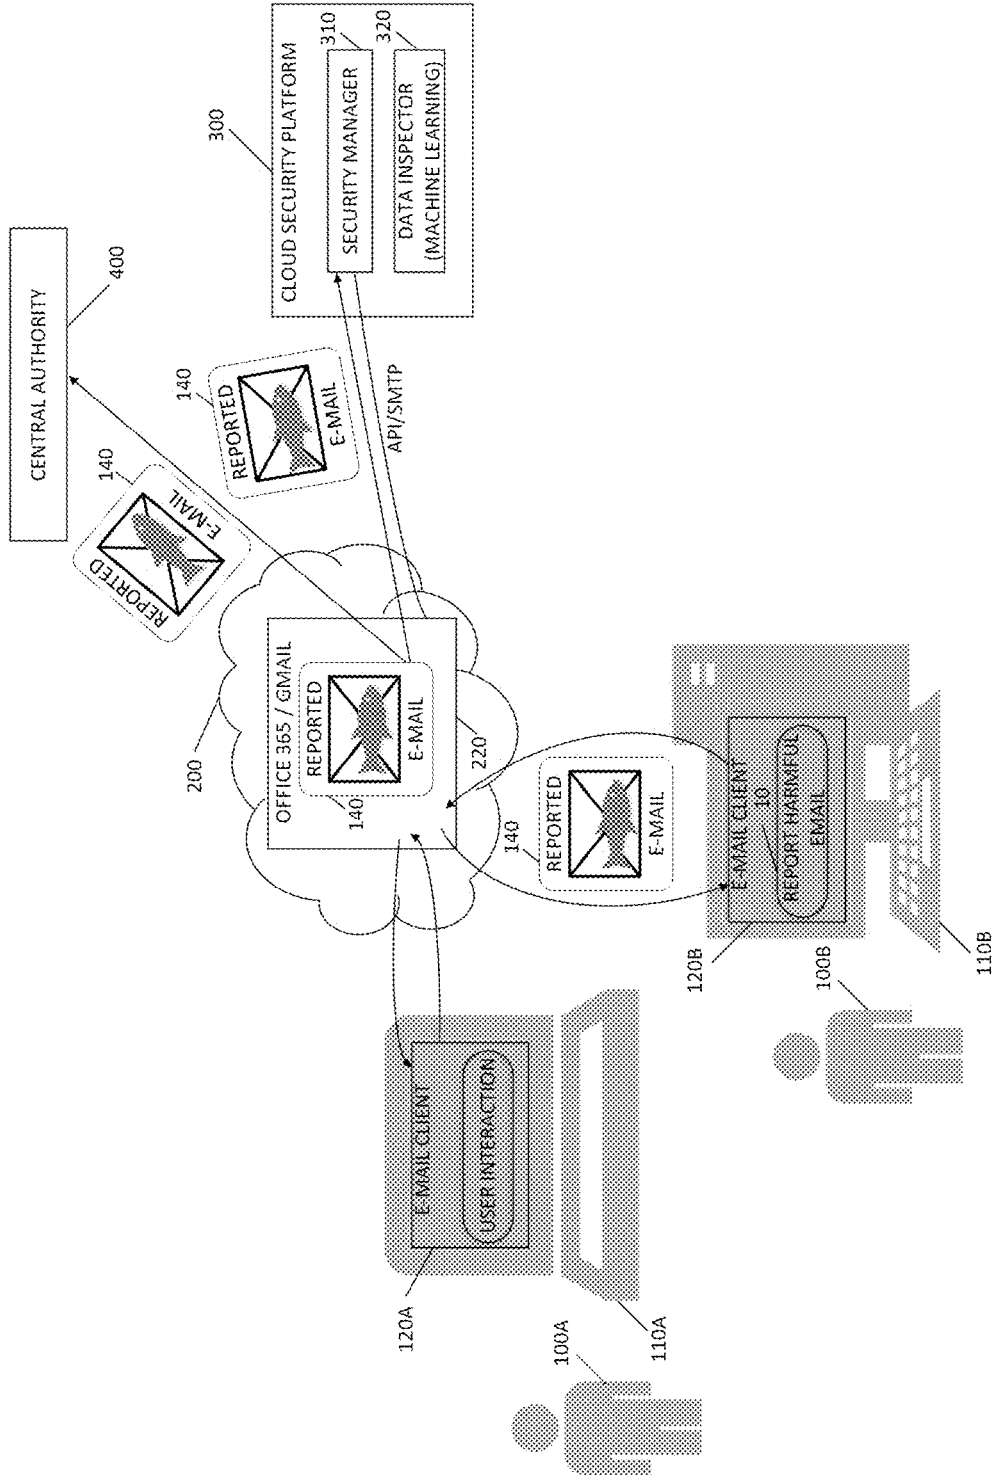 CENTRAL AUTHORITY
400
CLOUD SECURITY PLATFORM
300
SECURITY MANAGER
310
DATA INSPECTOR
(MACHINE LEARNING)
320
REPORTED
E-MAIL
140
REPORTED
E-MAIL
140
API/SMTP
200
OFFICE 365 / GMAIL
REPORTED
E-MAIL
140
220
REPORTED
E-MAIL
140
E-MAIL CLIENT
USER INTERACTION
120A
110A
100A
E-MAIL CLIENT
10
REPORT HARMFUL
EMAIL
120B
110B
100B